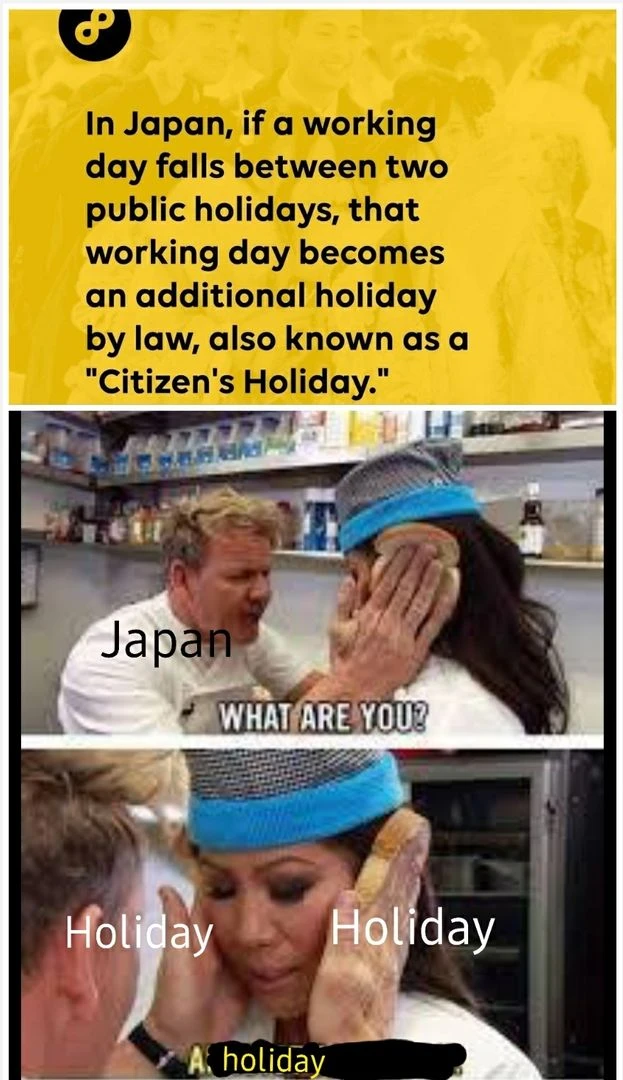 In Japan, if a working
day falls between two
public holidays, that
working day becomes
an additional holiday
by law, also known as a
"Citizen's Holiday."
Japan
WHAT ARE YOU?
Holiday
Holiday
A holiday